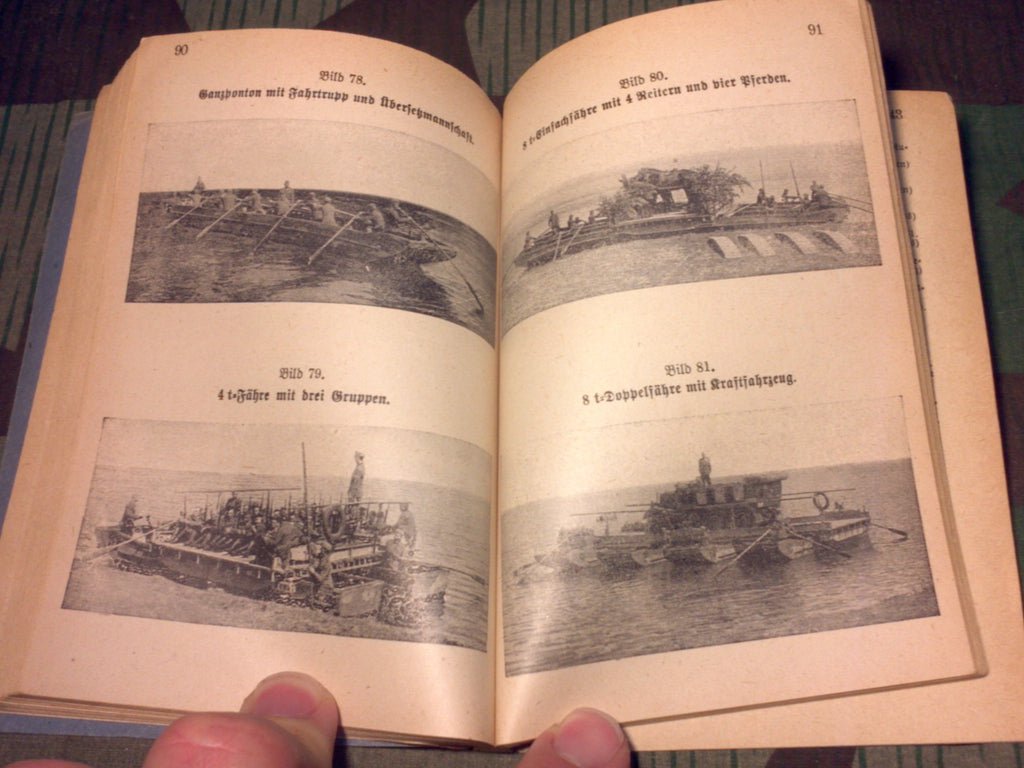 90
Bild 78.
Ganzponton mit Fahrtrupp und Übersetzmannschaft.
Bild 79.
4 t=Fähre mit drei Gruppen.
91
Bild 80.
8 t=Einfachfähre mit 4 Reitern und vier Pferden.
Bild 81.
8 t=Doppelfähre mit Kraftfahrzeug.